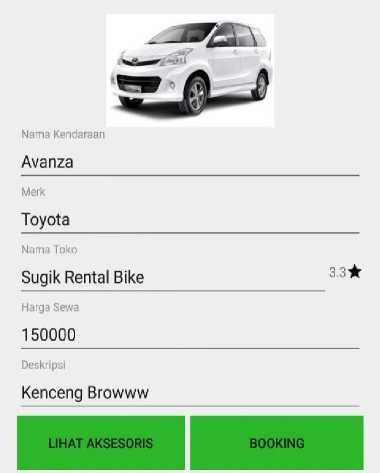 Nama Kendaraan
Avanza
Merk
Toyota
Nama Toko
Sugik Rental Bike
3.3★
Harga Sewa
150000
Deskripsi
Kenceng Browww
LIHAT AKSESORIS
BOOKING